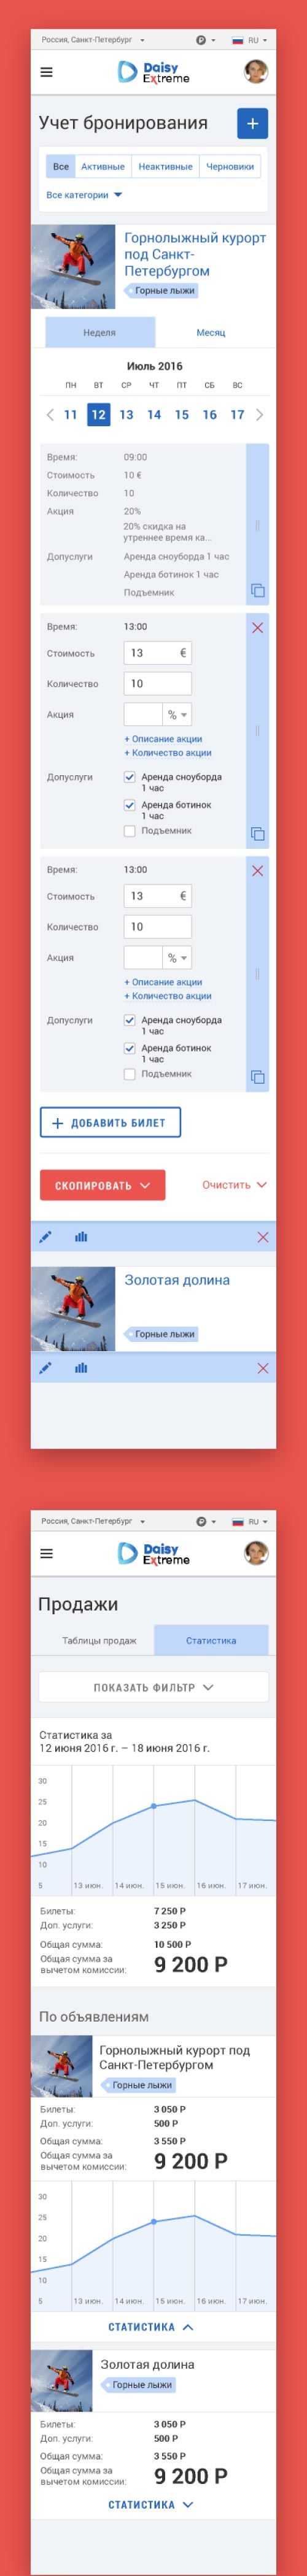 Россия, Санкт-Петербург RU
Daisy
Extreme
Учет бронирования +
Все Активные Неактивные Черновики
Все категории
Горнолыжный курорт
под Санкт-
Петербургом
Горные лыжи
Неделя Месяц
Июль 2016
ПН ВТ СР ЧТ ПТ СБ ВС
11 12 13 14 15 16 17
Время: 09:00
Стоимость 10 €
Количество 10
Акция 20%
20% скидка на
утреннее время ка...
Допуслуги Аренда сноуборда 1 час
Аренда ботинок 1 час
Подъемник
Время: 13:00
Стоимость 13 €
Количество 10
Акция %
+ Описание акции
+ Количество акции
Допуслуги Аренда сноуборда
1 час
Аренда ботинок
1 час
Подъемник
Время: 13:00
Стоимость 13 €
Количество 10
Акция %
+ Описание акции
+ Количество акции
Допуслуги Аренда сноуборда
1 час
Аренда ботинок
1 час
Подъемник
+ ДОБАВИТЬ БИЛЕТ
СКОПИРОВАТЬ Очистить
Золотая долина
Горные лыжи
Россия, Санкт-Петербург RU
Daisy
Extreme
Продажи
Таблицы продаж Статистика
ПОКАЗАТЬ ФИЛЬТР
Статистика за
12 июня 2016 г. – 18 июня 2016 г.
30
25
20
15
10
5 13 июн. 14 июн. 15 июн. 16 июн. 17 июн.
Билеты: 7 250 Р
Доп. услуги: 3 250 Р
Общая сумма: 10 500 Р
Общая сумма за
вычетом комиссии: 9 200 Р
По объявлениям
Горнолыжный курорт под
Санкт-Петербургом
Горные лыжи
Билеты: 3 050 Р
Доп. услуги: 500 Р
Общая сумма: 3 550 Р
Общая сумма за
вычетом комиссии: 9 200 Р
30
25
20
15
10
5 13 июн. 14 июн. 15 июн. 16 июн. 17 июн.
СТАТИСТИКА
Золотая долина
Горные лыжи
Билеты: 3 050 Р
Доп. услуги: 500 Р
Общая сумма: 3 550 Р
Общая сумма за
вычетом комиссии: 9 200 Р
СТАТИСТИКА